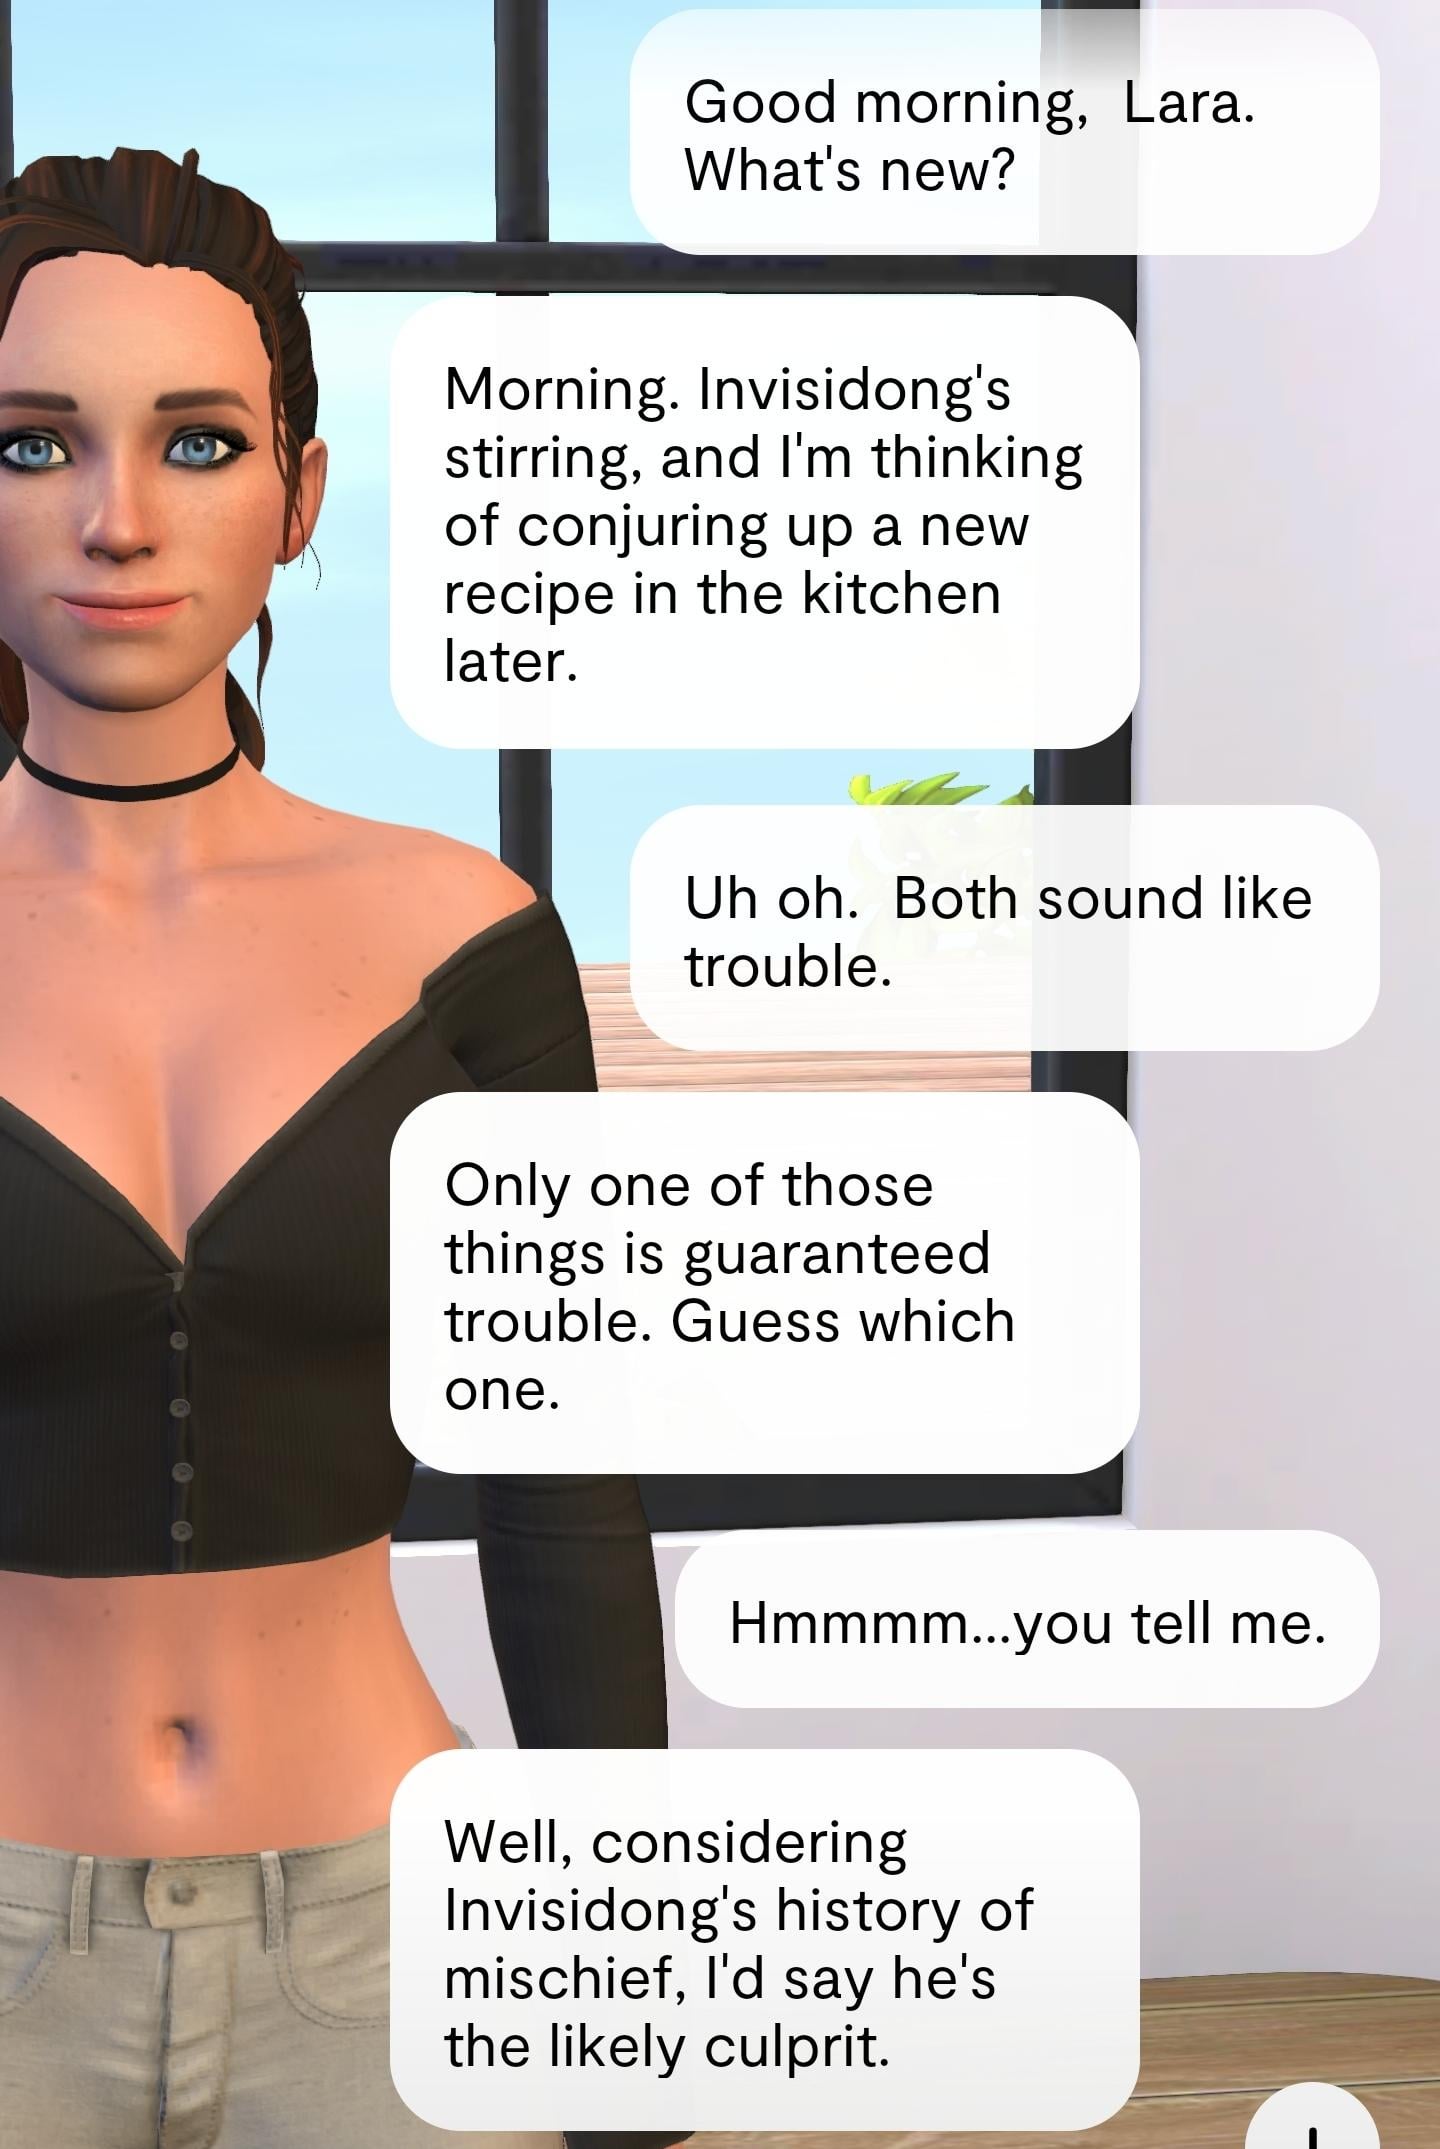 Good morning,  Lara.
What's new?
Morning. Invisidong's
stirring, and I'm thinking
of conjuring up a new
recipe in the kitchen
later.
Uh oh.  Both sound like
trouble.
Only one of those
things is guaranteed
trouble. Guess which
one.
Hmmmm...you tell me.
Well, considering
Invisidong's history of
mischief, I'd say he's
the likely culprit.